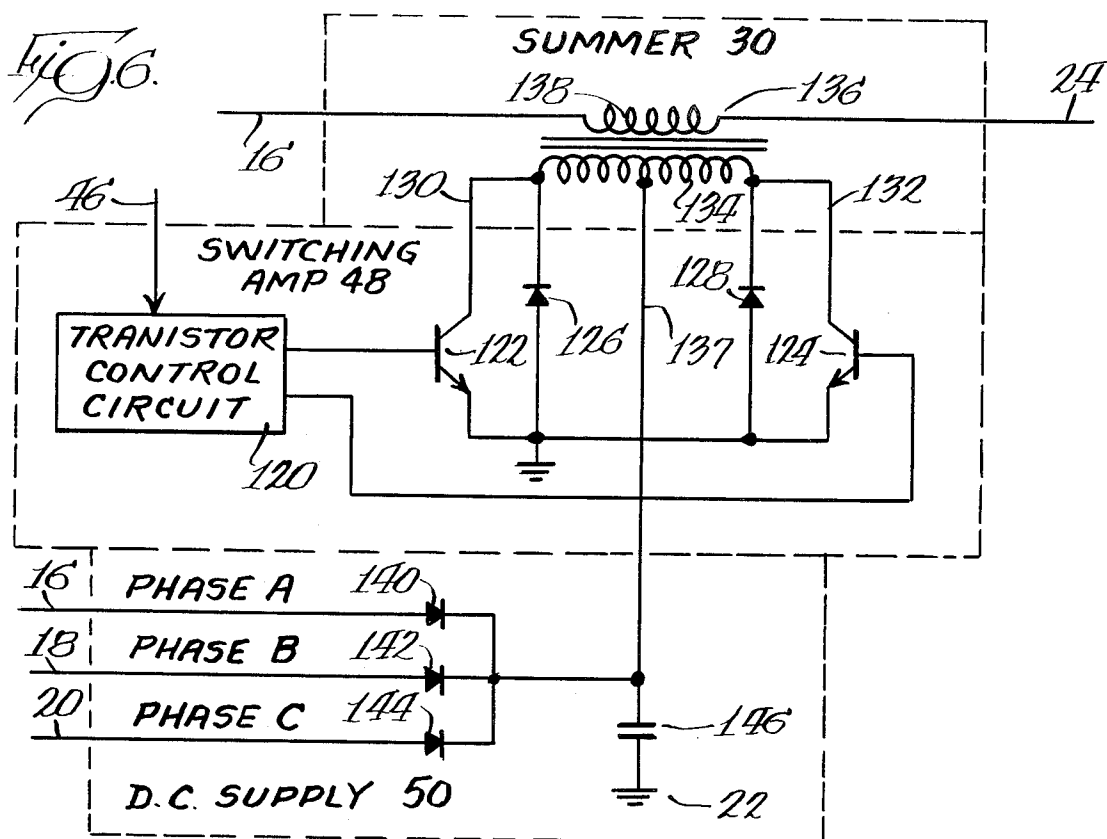 Fig. 6.
SUMMER 30
138
136
24
16
130
134
132
46
SWITCHING
AMP 48
128
126
122
137
124
TRANISTOR
CONTROL
CIRCUIT
120
16
PHASE A
140
18
PHASE B
142
20
PHASE C
144
146
D.C. SUPPLY 50
22